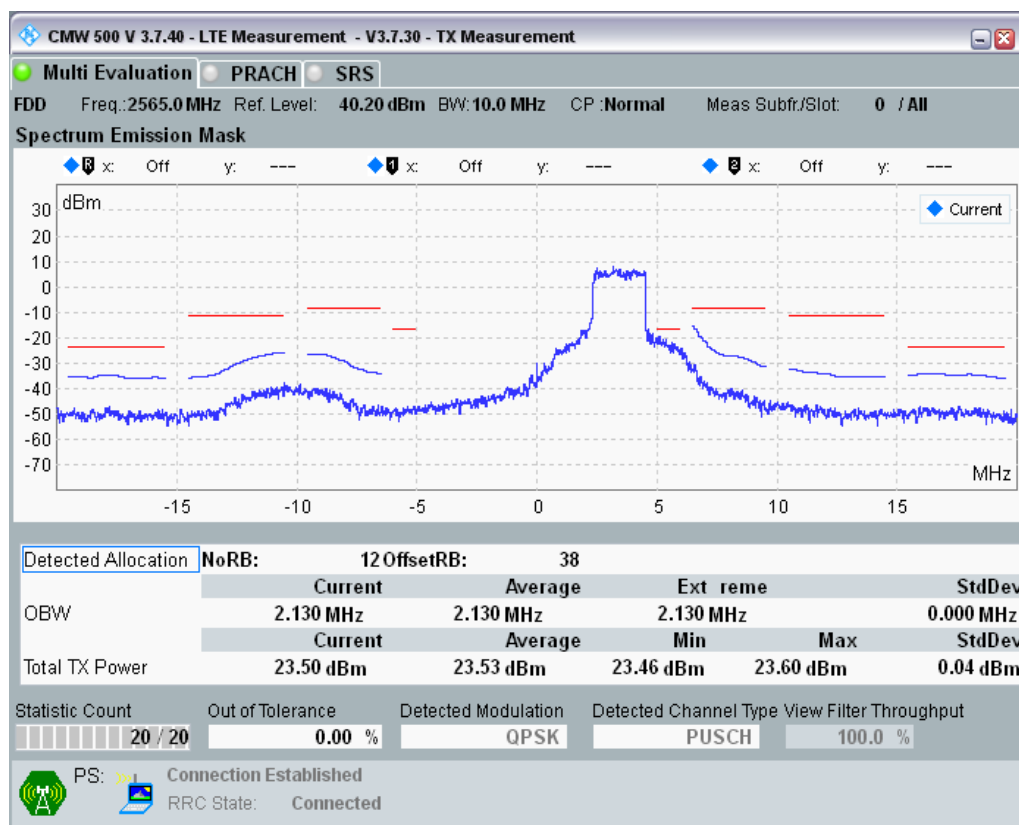 CMW 500 V 3.7.40 - LTE Measurement - V3.7.30 - TX Measurement
Multi Evaluation PRACH SRS
FDD Freq.:2565.0 MHz Ref. Level: 40.20 dBm BW: 10.0 MHz CP :Normal Meas Subfr./Slot: 0 / All
Spectrum Emission Mask
R x: Off y: --- 1 x: Off y: --- 2 x: Off y: ---
dBm
Current
30
20
10
0
-10
-20
-30
-40
-50
-60
-70
MHz
-15 -10 -5 0 5 10 15
Detected Allocation NoRB: 12 OffsetRB: 38
Current Average Ext reme StdDev
OBW 2.130 MHz 2.130 MHz 2.130 MHz 0.000 MHz
Current Average Min Max StdDev
Total TX Power 23.50 dBm 23.53 dBm 23.46 dBm 23.60 dBm 0.04 dBm
Statistic Count Out of Tolerance Detected Modulation Detected Channel Type View Filter Throughput
20 / 20 0.00 % QPSK PUSCH 100.0 %
PS: Connection Established
RRC State: Connected